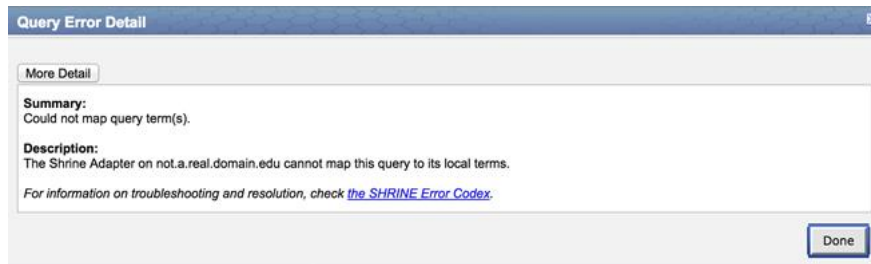 Query Error Detail
More Detail
Summary:
Could not map query term(s).
Description:
The Shrine Adapter on not.a.real.domain.edu cannot map this query to its local terms.
For information on troubleshooting and resolution, check the SHRINE Error Codex.
Done